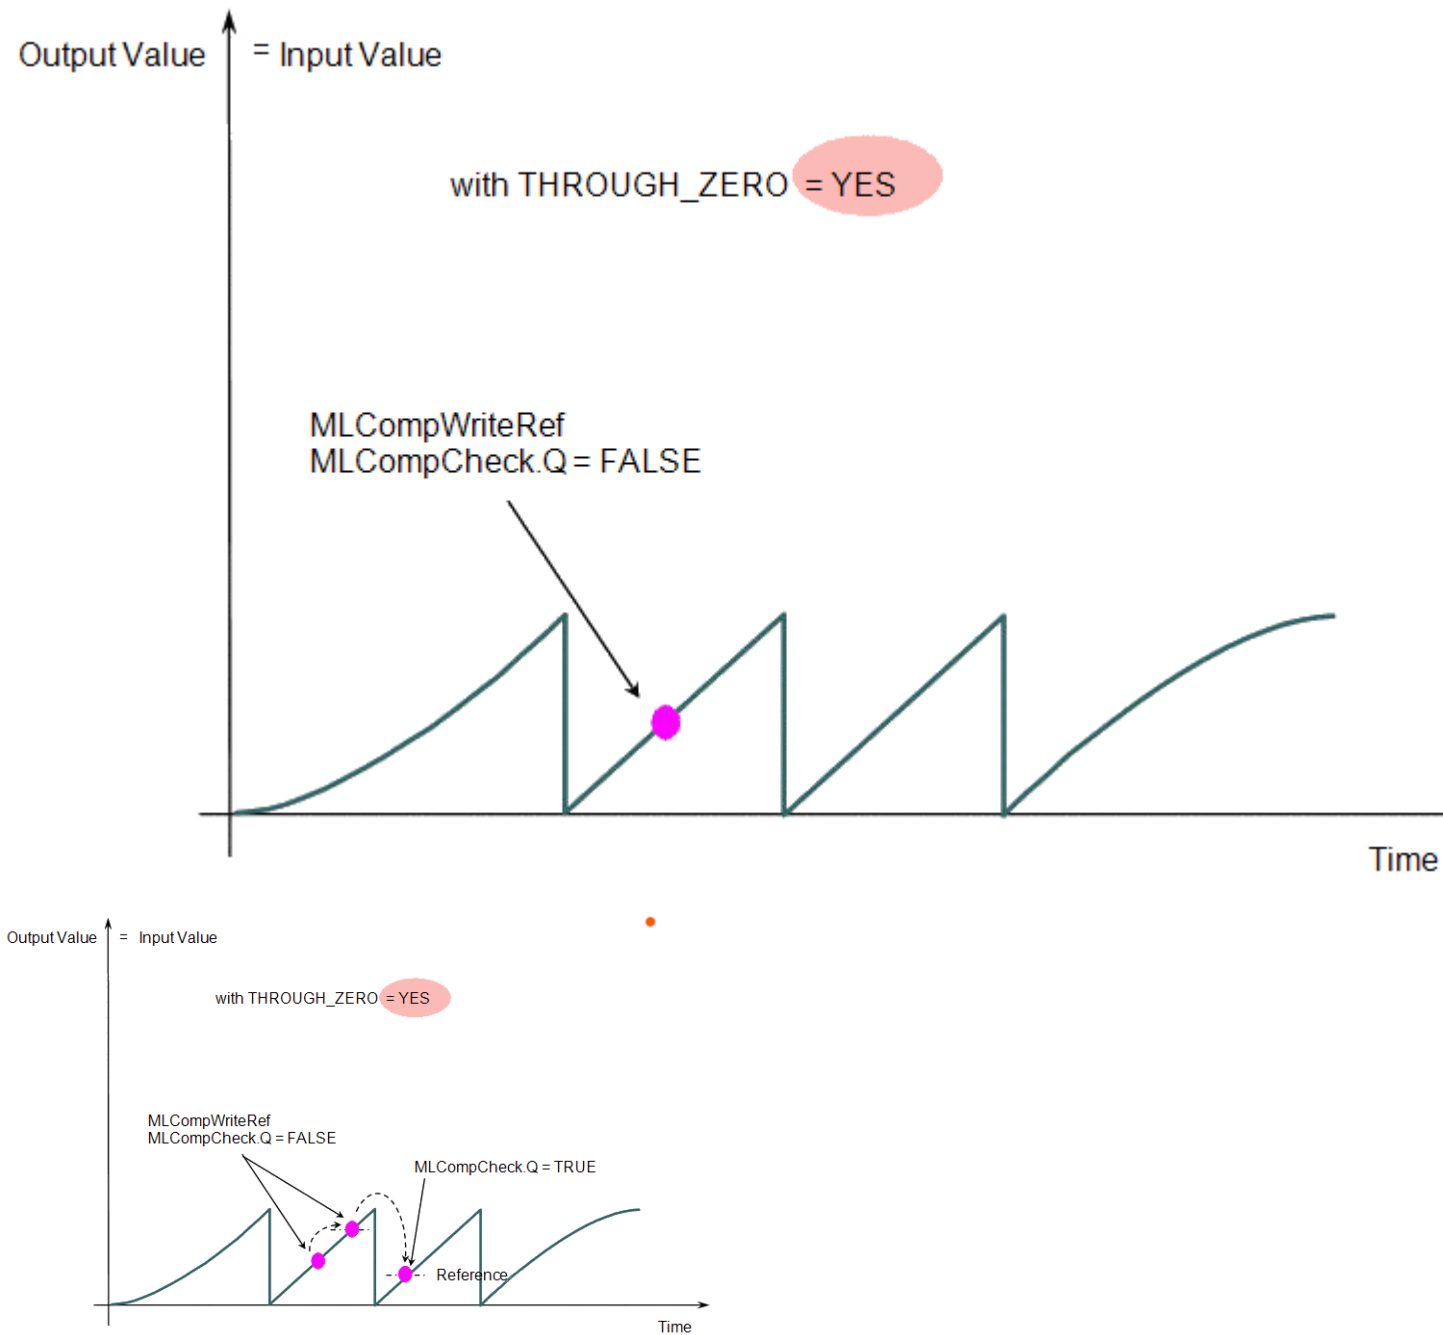 Output Value = Input Value
with THROUGH_ZERO = YES
MLCompWriteRef
MLCompCheck.Q = FALSE
Time
Output Value = Input Value
with THROUGH_ZERO = YES
MLCompWriteRef
MLCompCheck.Q = FALSE
MLCompCheck.Q = TRUE
Reference
Time